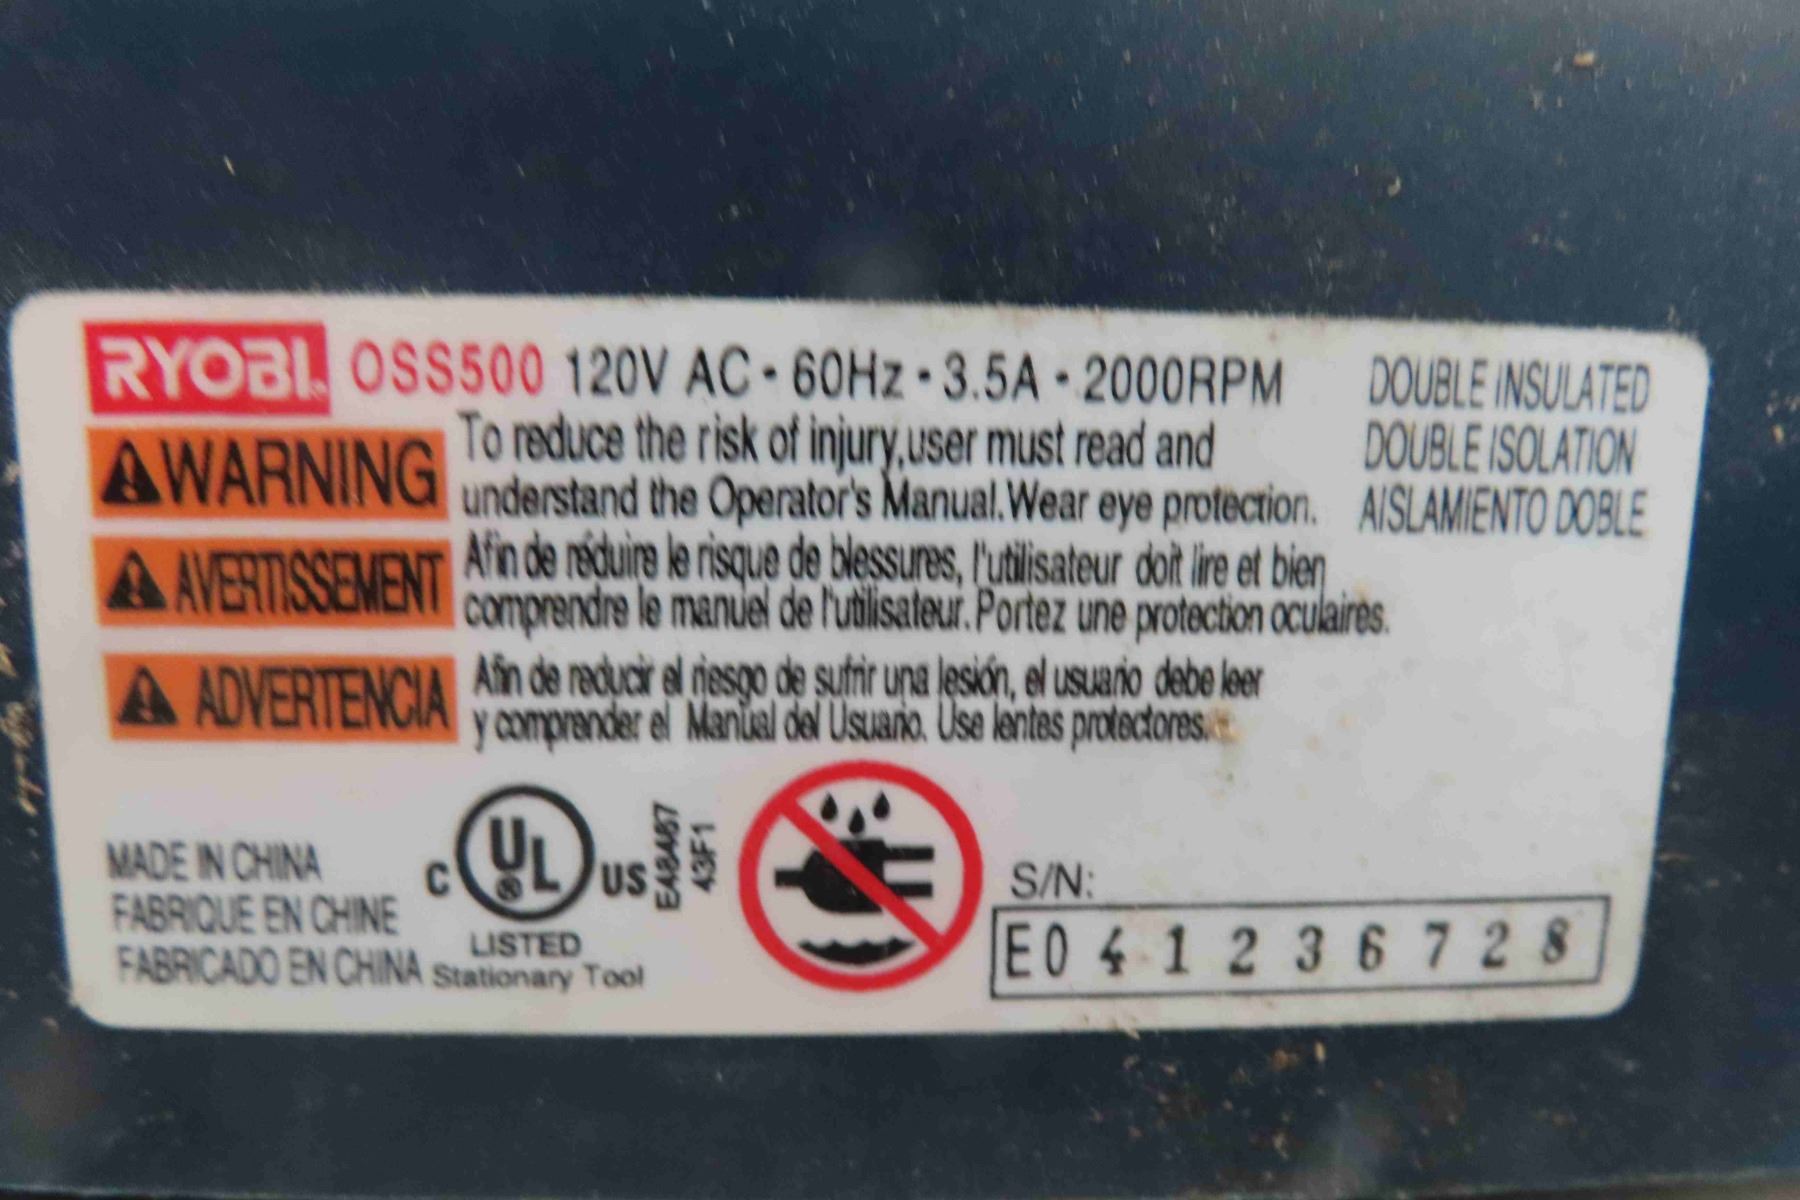 RYOBI OSS500 120V AC • 60Hz • 3.5A • 2000RPM
DOUBLE INSULATED
DOUBLE ISOLATION
AISLAMIENTO DOBLE
WARNING
To reduce the risk of injury,user must read and
understand the Operator's Manual.Wear eye protection.
AVERTISSEMENT
Afin de réduire le risque de blessures, l'utilisateur doit lire et bien
comprendre le manuel de l'utilisateur. Portez une protection oculaires.
ADVERTENCIA
Afin de reducir el riesgo de sufrir una lesión, el usuario debe leer
y comprender el Manual del Usuario. Use lentes protectores.
MADE IN CHINA
FABRIQUE EN CHINE
FABRICADO EN CHINA
C UL ® US
LISTED
Stationary Tool
E48A467
43F1
S/N:
E041236728